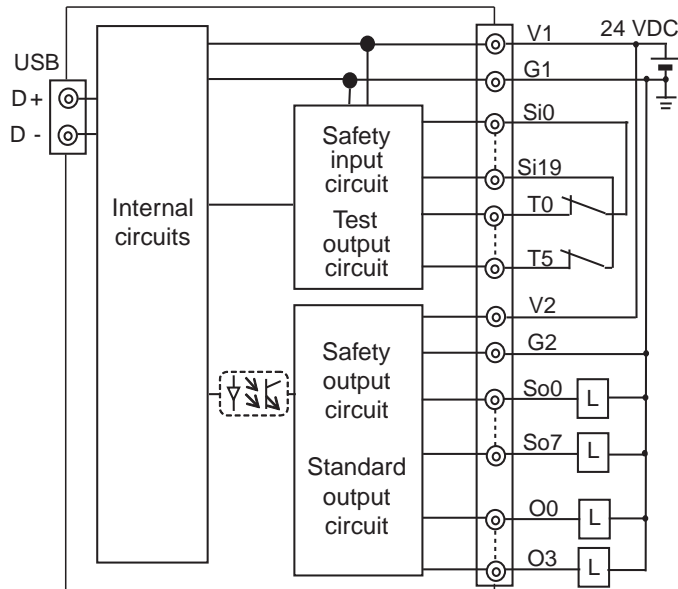 24 VDC
V1
USB
G1
D+
Si0
D -
Safety
input
circuit
Si19
Internal
circuits
T0
Test
output
circuit
T5
V2
G2
Safety
output
circuit
So0
L
So7
L
Standard
output
circuit
O0
L
O3
L